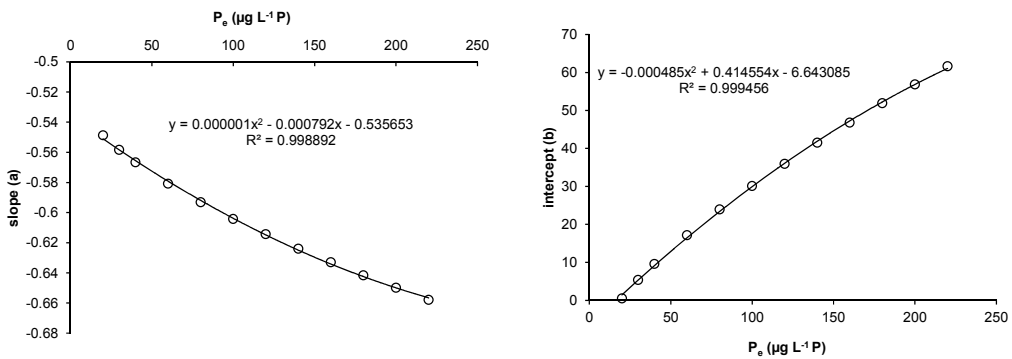 P_e (µg L⁻¹ P)
0 50 100 150 200 250
-0.5
-0.52
-0.54
-0.56
-0.58
-0.6
-0.62
-0.64
-0.66
-0.68
slope (a)
y = 0.000001x² - 0.000792x - 0.535653
R² = 0.998892
70
60
50
40
30
20
10
0
intercept (b)
y = -0.000485x² + 0.414554x - 6.643085
R² = 0.999456
0 50 100 150 200 250
P_e (µg L⁻¹ P)